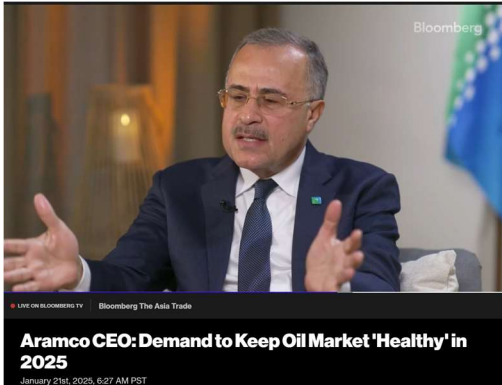 Bloomberg
LIVE ON BLOOMBERG TV
Bloomberg The Asia Trade
Aramco CEO: Demand to Keep Oil Market 'Healthy' in
2025
January 21st, 2025, 6:27 AM PST